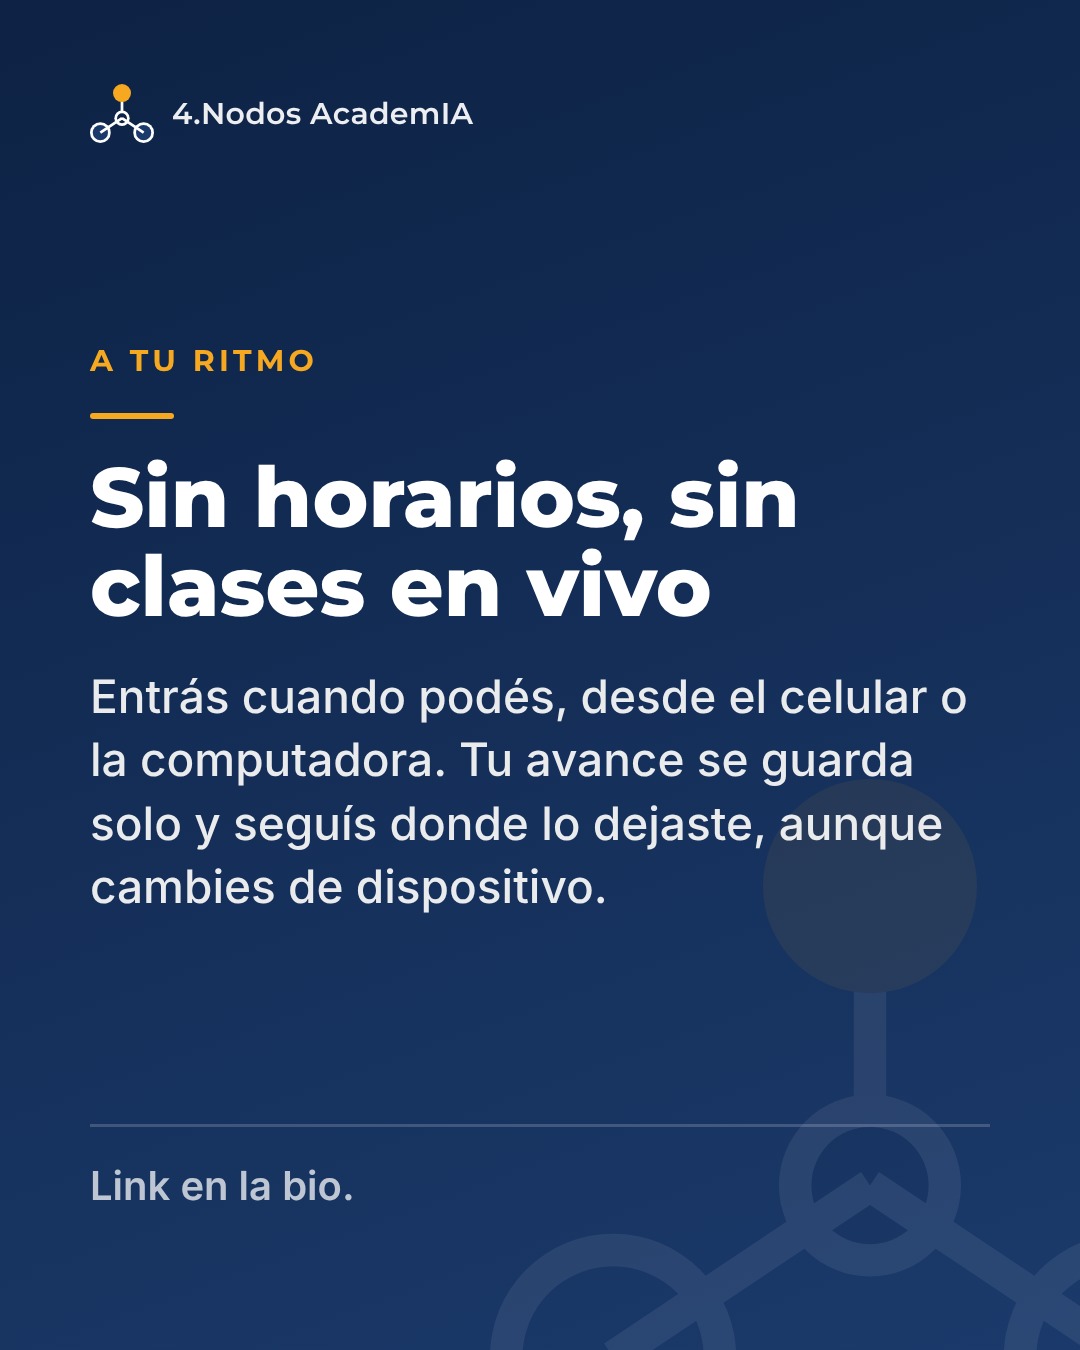 4.Nodos AcademIA
A TU RITMO
Sin horarios, sin
clases en vivo
Entrás cuando podés, desde el celular o
la computadora. Tu avance se guarda
solo y seguís donde lo dejaste, aunque
cambies de dispositivo.
Link en la bio.